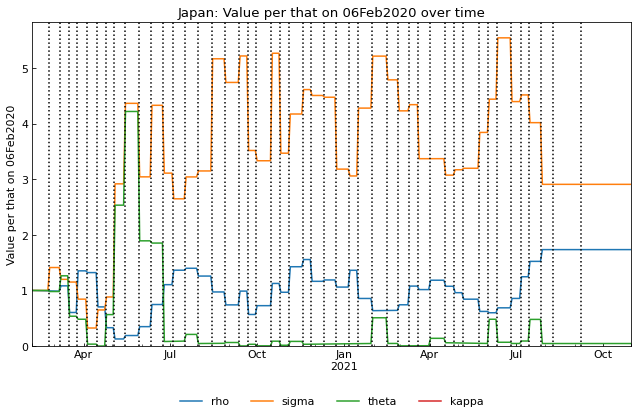 Japan: Value per that on 06Feb2020 over time
Value per that on 06Feb2020
5
4
3
2
1
0
Apr Jul Oct Jan Apr Jul Oct
2021
rho sigma theta kappa